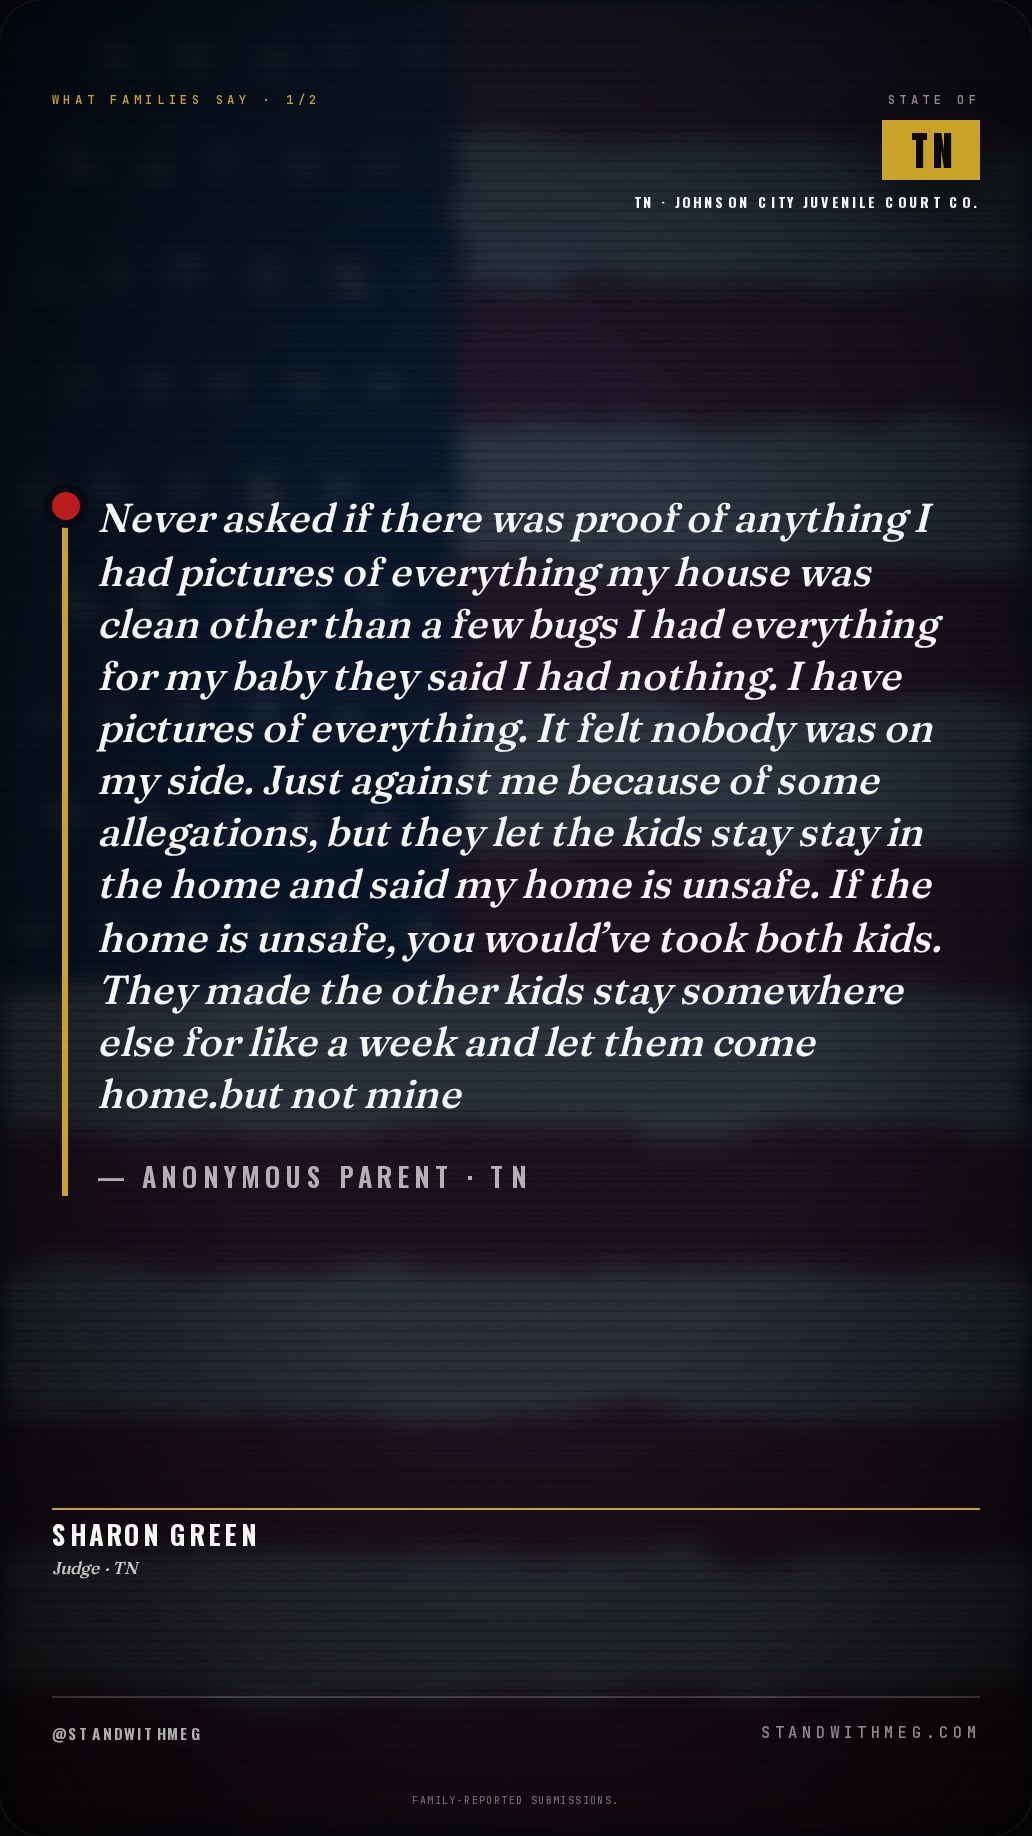 WHAT FAMILIES SAY · 1/2
STATE OF
TN
TN · JOHNSON CITY JUVENILE COURT CO.
Never asked if there was proof of anything I
had pictures of everything my house was
clean other than a few bugs I had everything
for my baby they said I had nothing. I have
pictures of everything. It felt nobody was on
my side. Just against me because of some
allegations, but they let the kids stay stay in
the home and said my home is unsafe. If the
home is unsafe, you would’ve took both kids.
They made the other kids stay somewhere
else for like a week and let them come
home.but not mine
— ANONYMOUS PARENT · TN
SHARON GREEN
Judge · TN
@STANDWITHMEG
STANDWITHMEG.COM
FAMILY-REPORTED SUBMISSIONS.